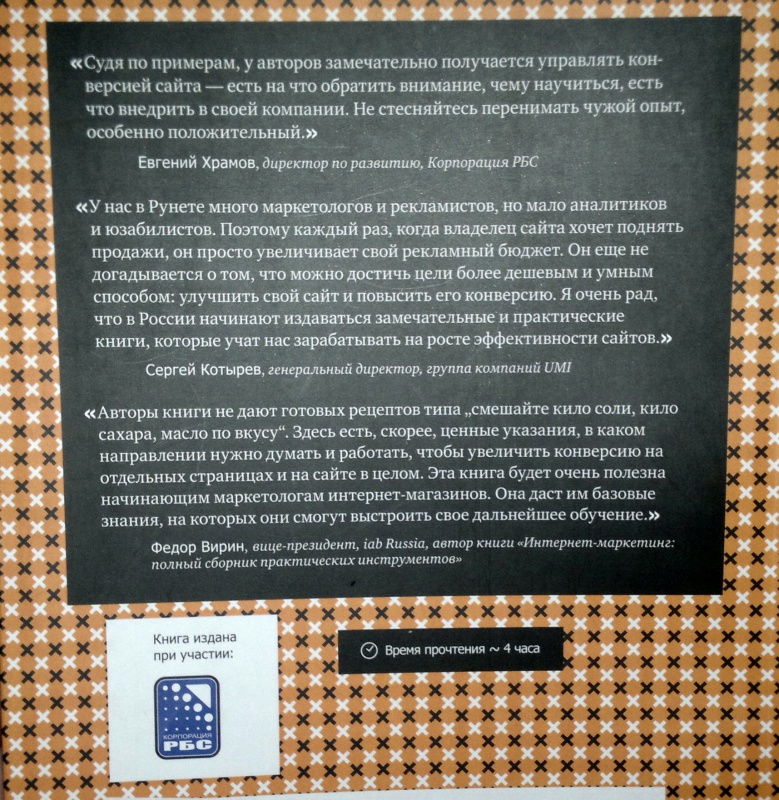 «Судя по примерам, у авторов замечательно получается управлять кон-
версией сайта — есть на что обратить внимание, чему научиться, есть
что внедрить в своей компании. Не стесняйтесь перенимать чужой опыт,
особенно положительный.»
Евгений Храмов, директор по развитию, Корпорация РБС
«У нас в Рунете много маркетологов и рекламистов, но мало аналитиков
и юзабилистов. Поэтому каждый раз, когда владелец сайта хочет поднять
продажи, он просто увеличивает свой рекламный бюджет. Он еще не
догадывается о том, что можно достичь цели более дешевым и умным
способом: улучшить свой сайт и повысить его конверсию. Я очень рад,
что в России начинают издаваться замечательные и практические
книги, которые учат нас зарабатывать на росте эффективности сайтов.»
Сергей Котырев, генеральный директор, группа компаний UMI
«Авторы книги не дают готовых рецептов типа „смешайте кило соли, кило
сахара, масло по вкусу“. Здесь есть, скорее, ценные указания, в каком
направлении нужно думать и работать, чтобы увеличить конверсию на
отдельных страницах и на сайте в целом. Эта книга будет очень полезна
начинающим маркетологам интернет-магазинов. Она даст им базовые
знания, на которых они смогут выстроить свое дальнейшее обучение.»
Федор Вирин, вице-президент, iab Russia, автор книги «Интернет-маркетинг:
полный сборник практических инструментов»
Книга издана
при участии:
КОРПОРАЦИЯ
РБС
Время прочтения ~ 4 часа